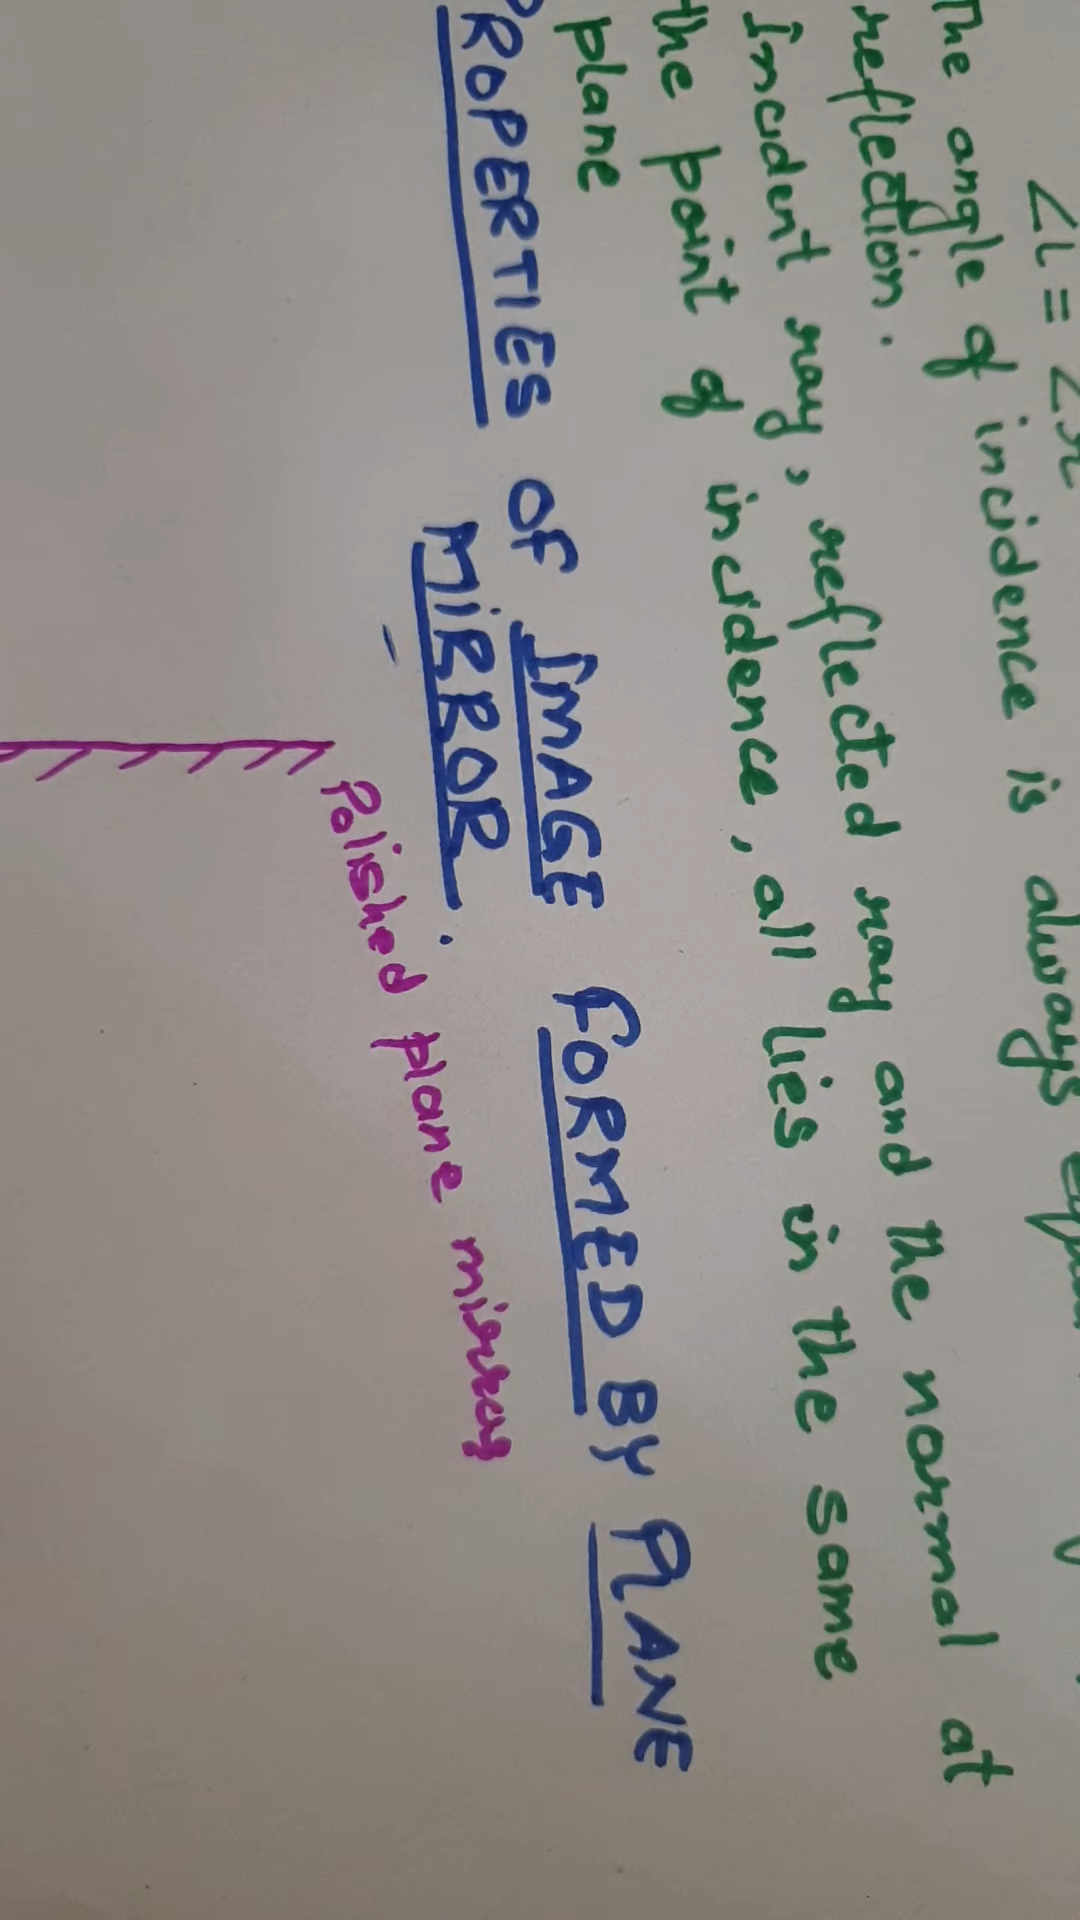 ∠i = ∠r
The angle of incidence is always
reflection.
Incident ray, reflected ray and the normal at
the point of incidence, all lies in the same
plane
PROPERTIES OF IMAGE FORMED BY PLANE
MIRROR.
Polished plane mirror